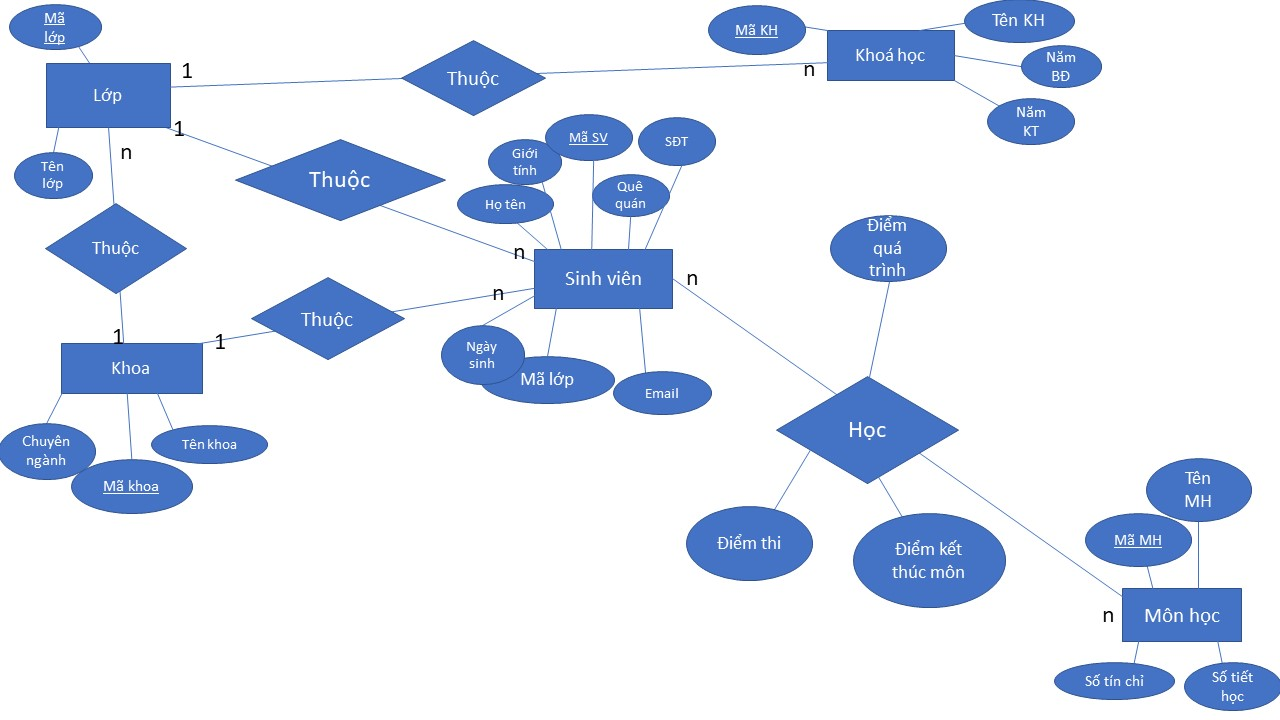 Mã
lớp
Lớp
Tên
lớp
1
Thuộc
n
Khoá học
Mã KH
Tên KH
Năm
BĐ
Năm
KT
1
Thuộc
n
n
Thuộc
1
Khoa
Chuyên
ngành
Mã khoa
Tên khoa
1
Thuộc
n
Sinh viên
Họ tên
Giới
tính
Mã SV
Quê
quán
SĐT
Ngày
sinh
Mã lớp
Email
n
Học
Điểm
quá
trình
Điểm thi
Điểm kết
thúc môn
n
Môn học
Mã MH
Tên
MH
Số tín chỉ
Số tiết
học